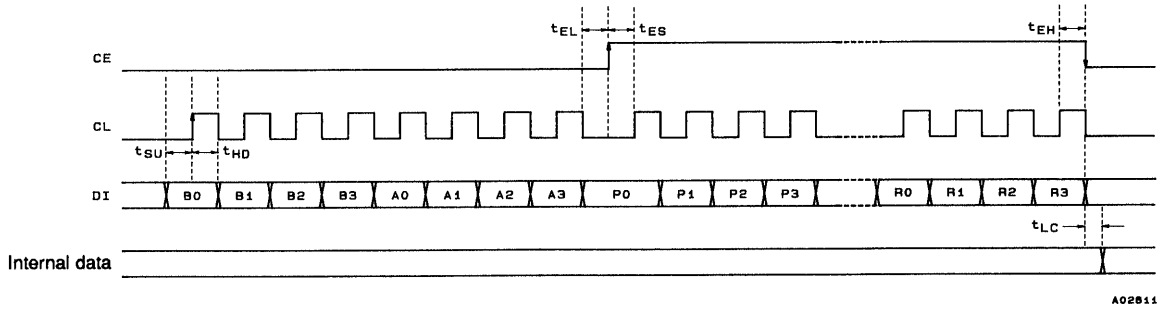 tEL tES tEH
CE
CL
tSU tHD
DI B0 B1 B2 B3 A0 A1 A2 A3 P0 P1 P2 P3 R0 R1 R2 R3
tLC
Internal data
A02811